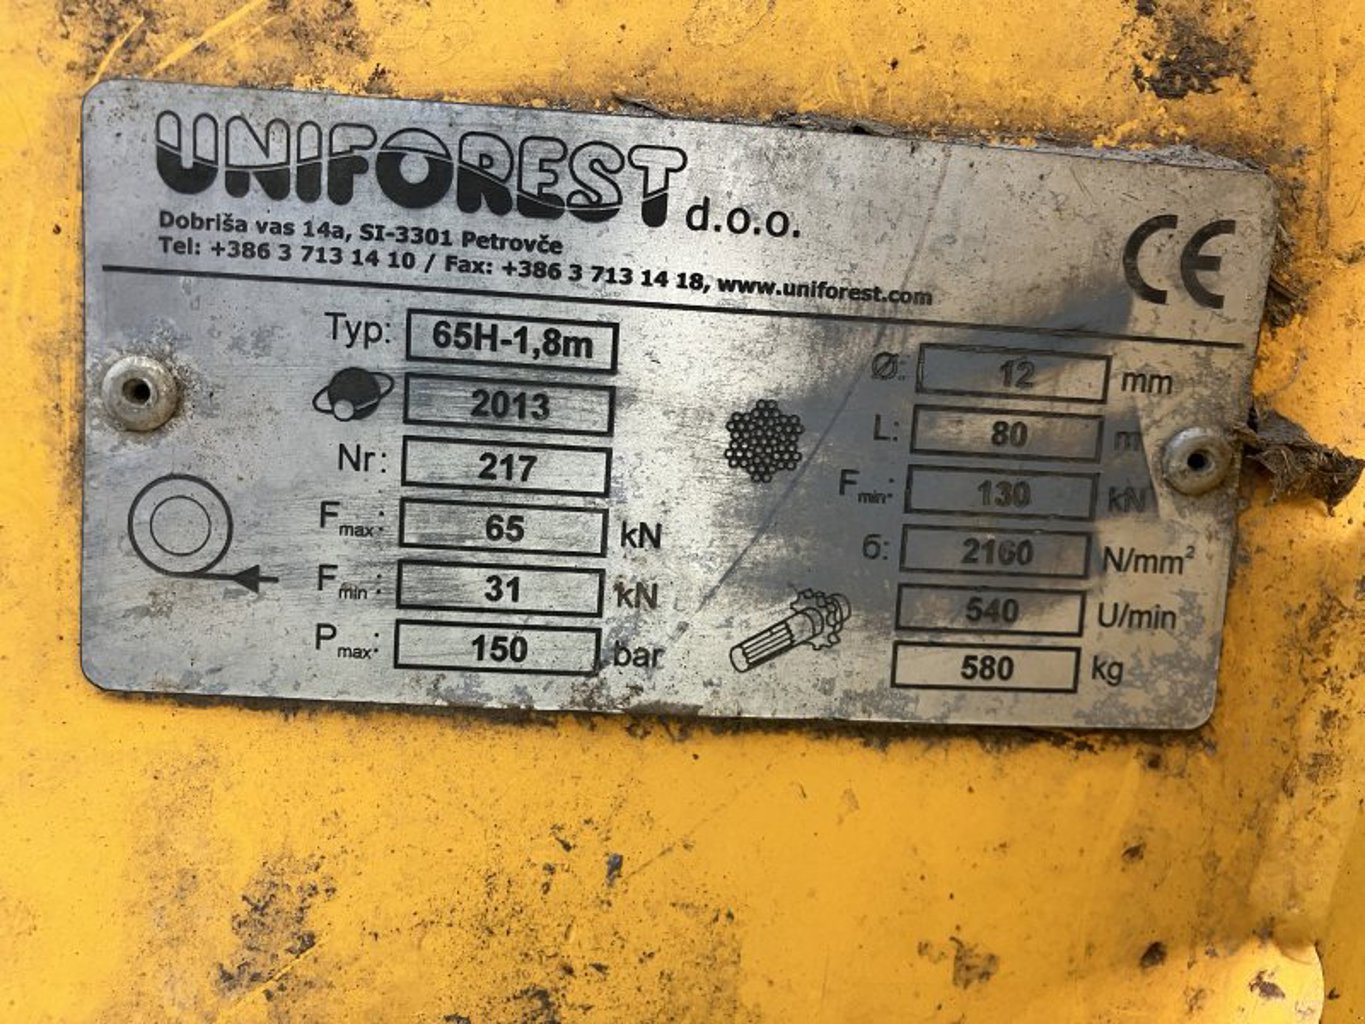 UNIFOREST d.o.o.
Dobriša vas 14a, SI-3301 Petrovče
Tel: +386 3 713 14 10 / Fax: +386 3 713 14 18, www.uniforest.com
CE
Typ: 65H-1,8m
2013
Nr: 217
Fmax: 65 kN
Fmin: 31 kN
Pmax: 150 bar
Ø: 12 mm
L: 80 m
Fmin: 130 kN
б: 2160 N/mm²
540 U/min
580 kg